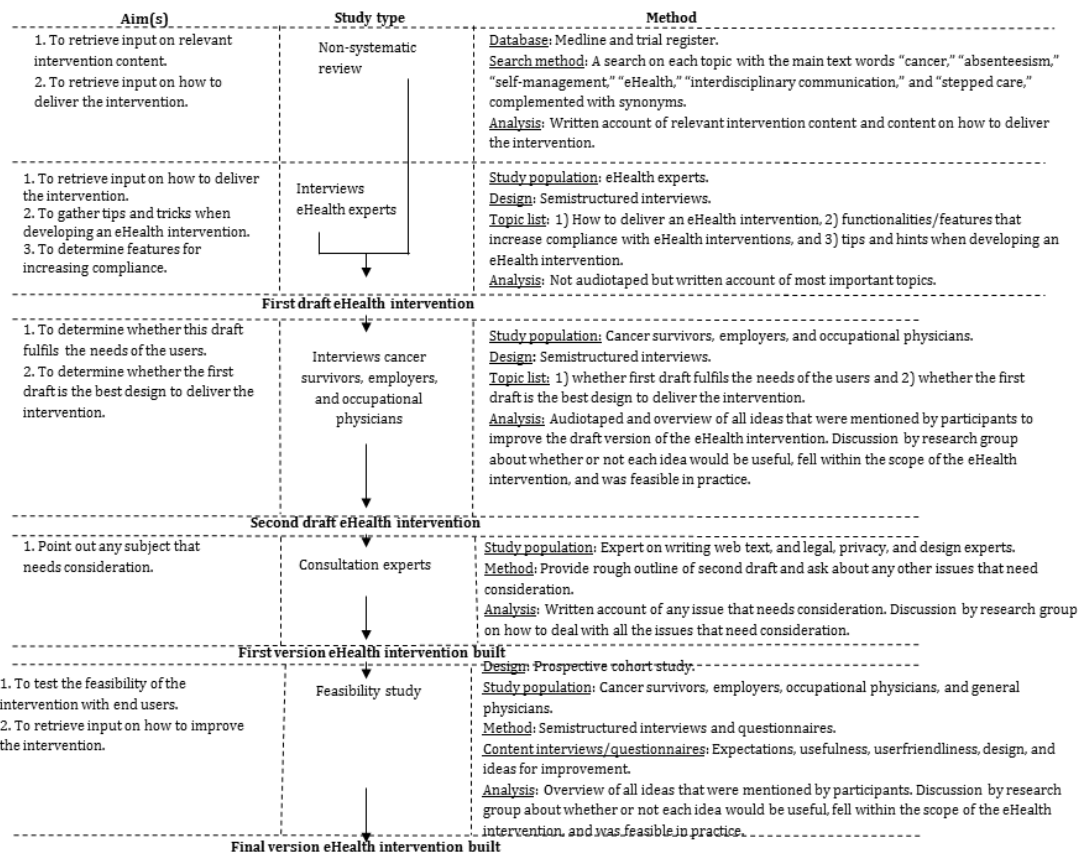 Aim(s)
Study type
Method
1. To retrieve input on relevant
intervention content.
2. To retrieve input on how to
deliver the intervention.
Non-systematic
review
Database: Medline and trial register.
Search method: A search on each topic with the main text words “cancer,” “absenteesism,”
“self-management,” “eHealth,” “interdisciplinary communication,” and “stepped care,”
complemented with synonyms.
Analysis: Written account of relevant intervention content and content on how to deliver
the intervention.
1. To retrieve input on how to deliver
the intervention.
2. To gather tips and tricks when
developing an eHealth intervention.
3. To determine features for
increasing compliance.
Interviews
eHealth experts
Study population: eHealth experts.
Design: Semistructured interviews.
Topic list: 1) How to deliver an eHealth intervention, 2) functionalities/features that
increase compliance with eHealth interventions, and 3) tips and hints when developing an
eHealth intervention.
Analysis: Not audiotaped but written account of most important topics.
First draft eHealth intervention
1. To determine whether this draft
fulfils the needs of the users.
2. To determine whether the first
draft is the best design to deliver the
intervention.
Interviews cancer
survivors, employers,
and occupational
physicians
Study population: Cancer survivors, employers, and occupational physicians.
Design: Semistructured interviews.
Topic list: 1) whether first draft fulfils the needs of the users and 2) whether the first
draft is the best design to deliver the intervention.
Analysis: Audiotaped and overview of all ideas that were mentioned by participants to
improve the draft version of the eHealth intervention. Discussion by research group
about whether or not each idea would be useful, fell within the scope of the eHealth
intervention, and was feasible in practice.
Second draft eHealth intervention
1. Point out any subject that
needs consideration.
Consultation experts
Study population: Expert on writing web text, and legal, privacy, and design experts.
Method: Provide rough outline of second draft and ask about any other issues that need
consideration.
Analysis: Written account of any issue that needs consideration. Discussion by research group
on how to deal with all the issues that need consideration.
First version eHealth intervention built
1. To test the feasibility of the
intervention with end users.
2. To retrieve input on how to improve
the intervention.
Feasibility study
Design: Prospective cohort study.
Study population: Cancer survivors, employers, occupational physicians, and general
physicians.
Method: Semistructured interviews and questionnaires.
Content interviews/questionnaires: Expectations, usefulness, userfriendliness, design, and
ideas for improvement.
Analysis: Overview of all ideas that were mentioned by participants. Discussion by research
group about whether or not each idea would be useful, fell within the scope of the eHealth
intervention, and was feasible in practice.
Final version eHealth intervention built